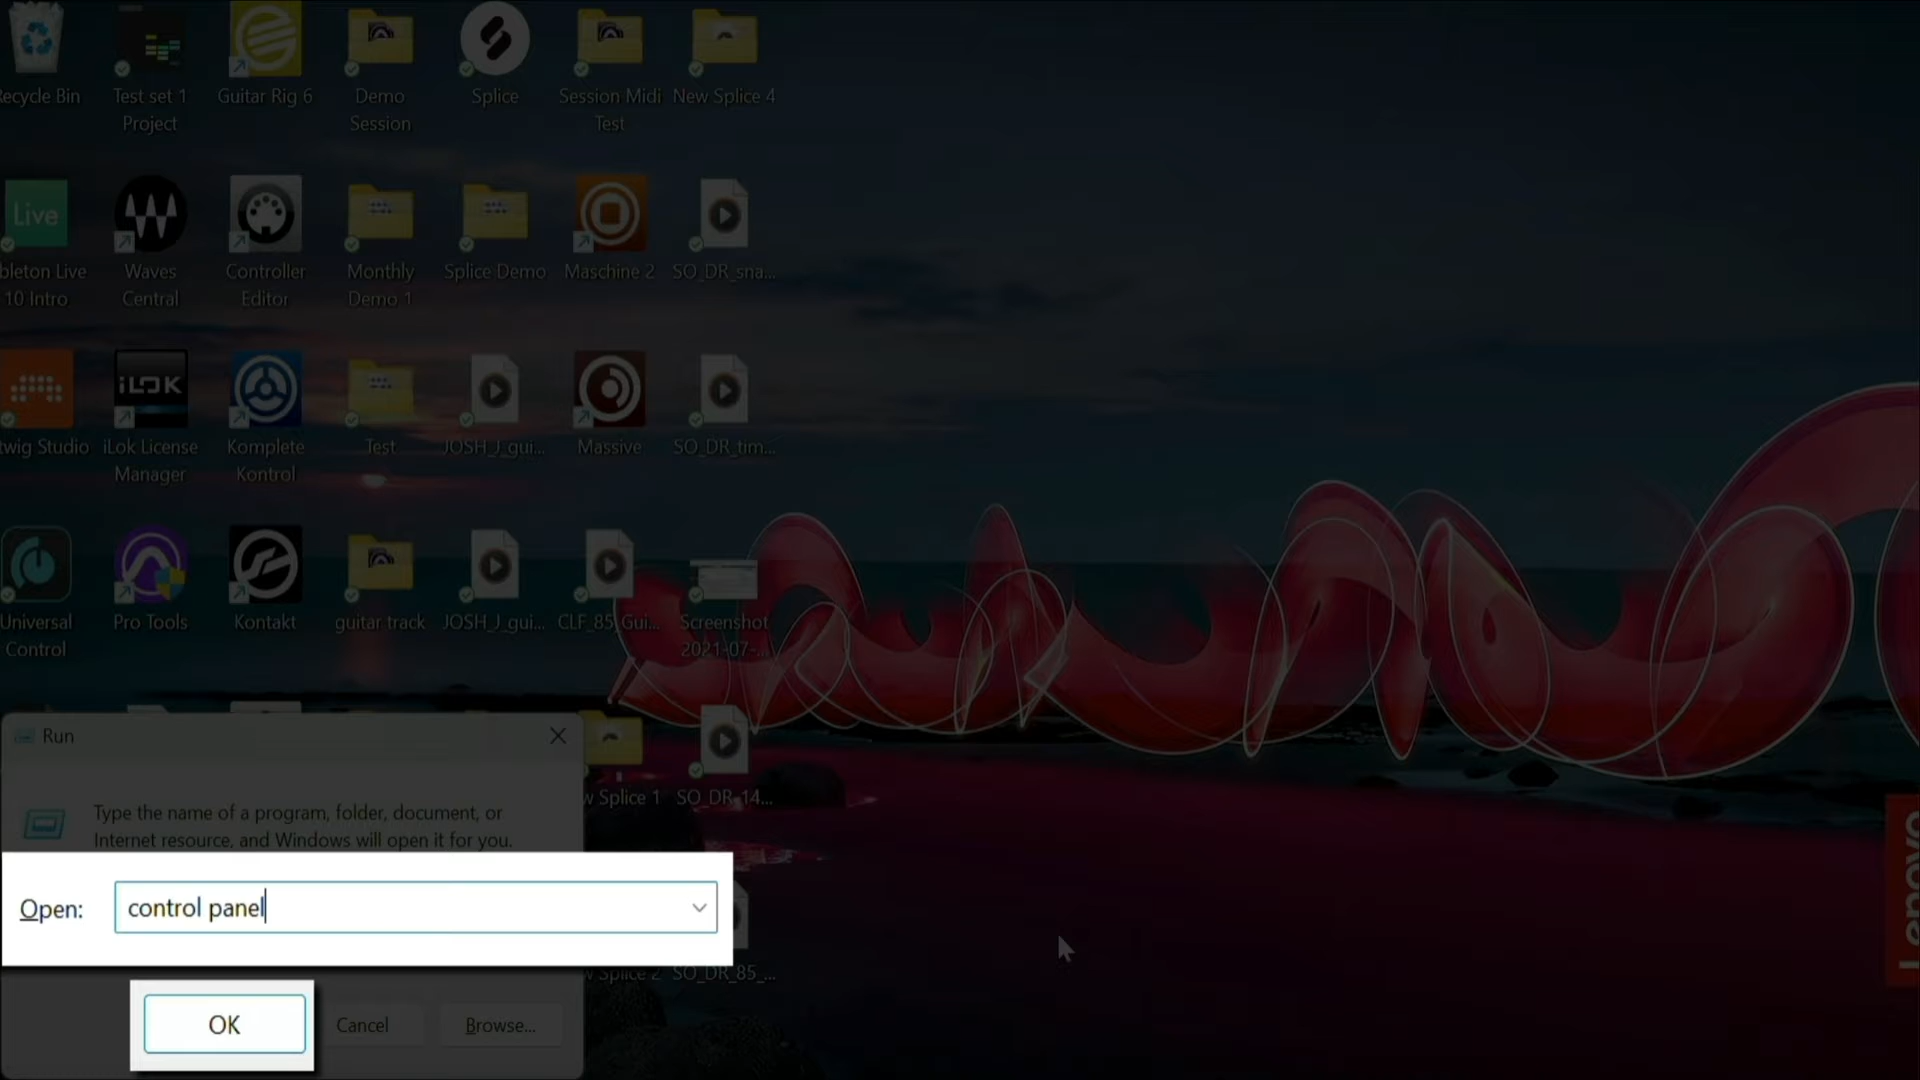 ecycle Bin
Test set 1
Project
Guitar Rig 6
Demo
Session
Splice
Session Midi
Test
New Splice 4
Live
bleton Live
10 Intro
Waves
Central
Controller
Editor
Monthly
Demo 1
Splice Demo
Maschine 2
SO_DR_sna...
twig Studio
iLOK
iLok License
Manager
Komplete
Kontrol
Test
JOSH_J_gui...
Massive
SO_DR_tim...
Universal
Control
Pro Tools
Kontakt
guitar track
JOSH_J_gui...
CLF_85_Gui...
Screenshot
2021-07-...
w Splice 1
SO_DR_14...
w Splice 2
SO_DR_85_...
Run
Type the name of a program, folder, document, or
Internet resource, and Windows will open it for you.
Open:
control panel
OK
Cancel
Browse...
Lenovo